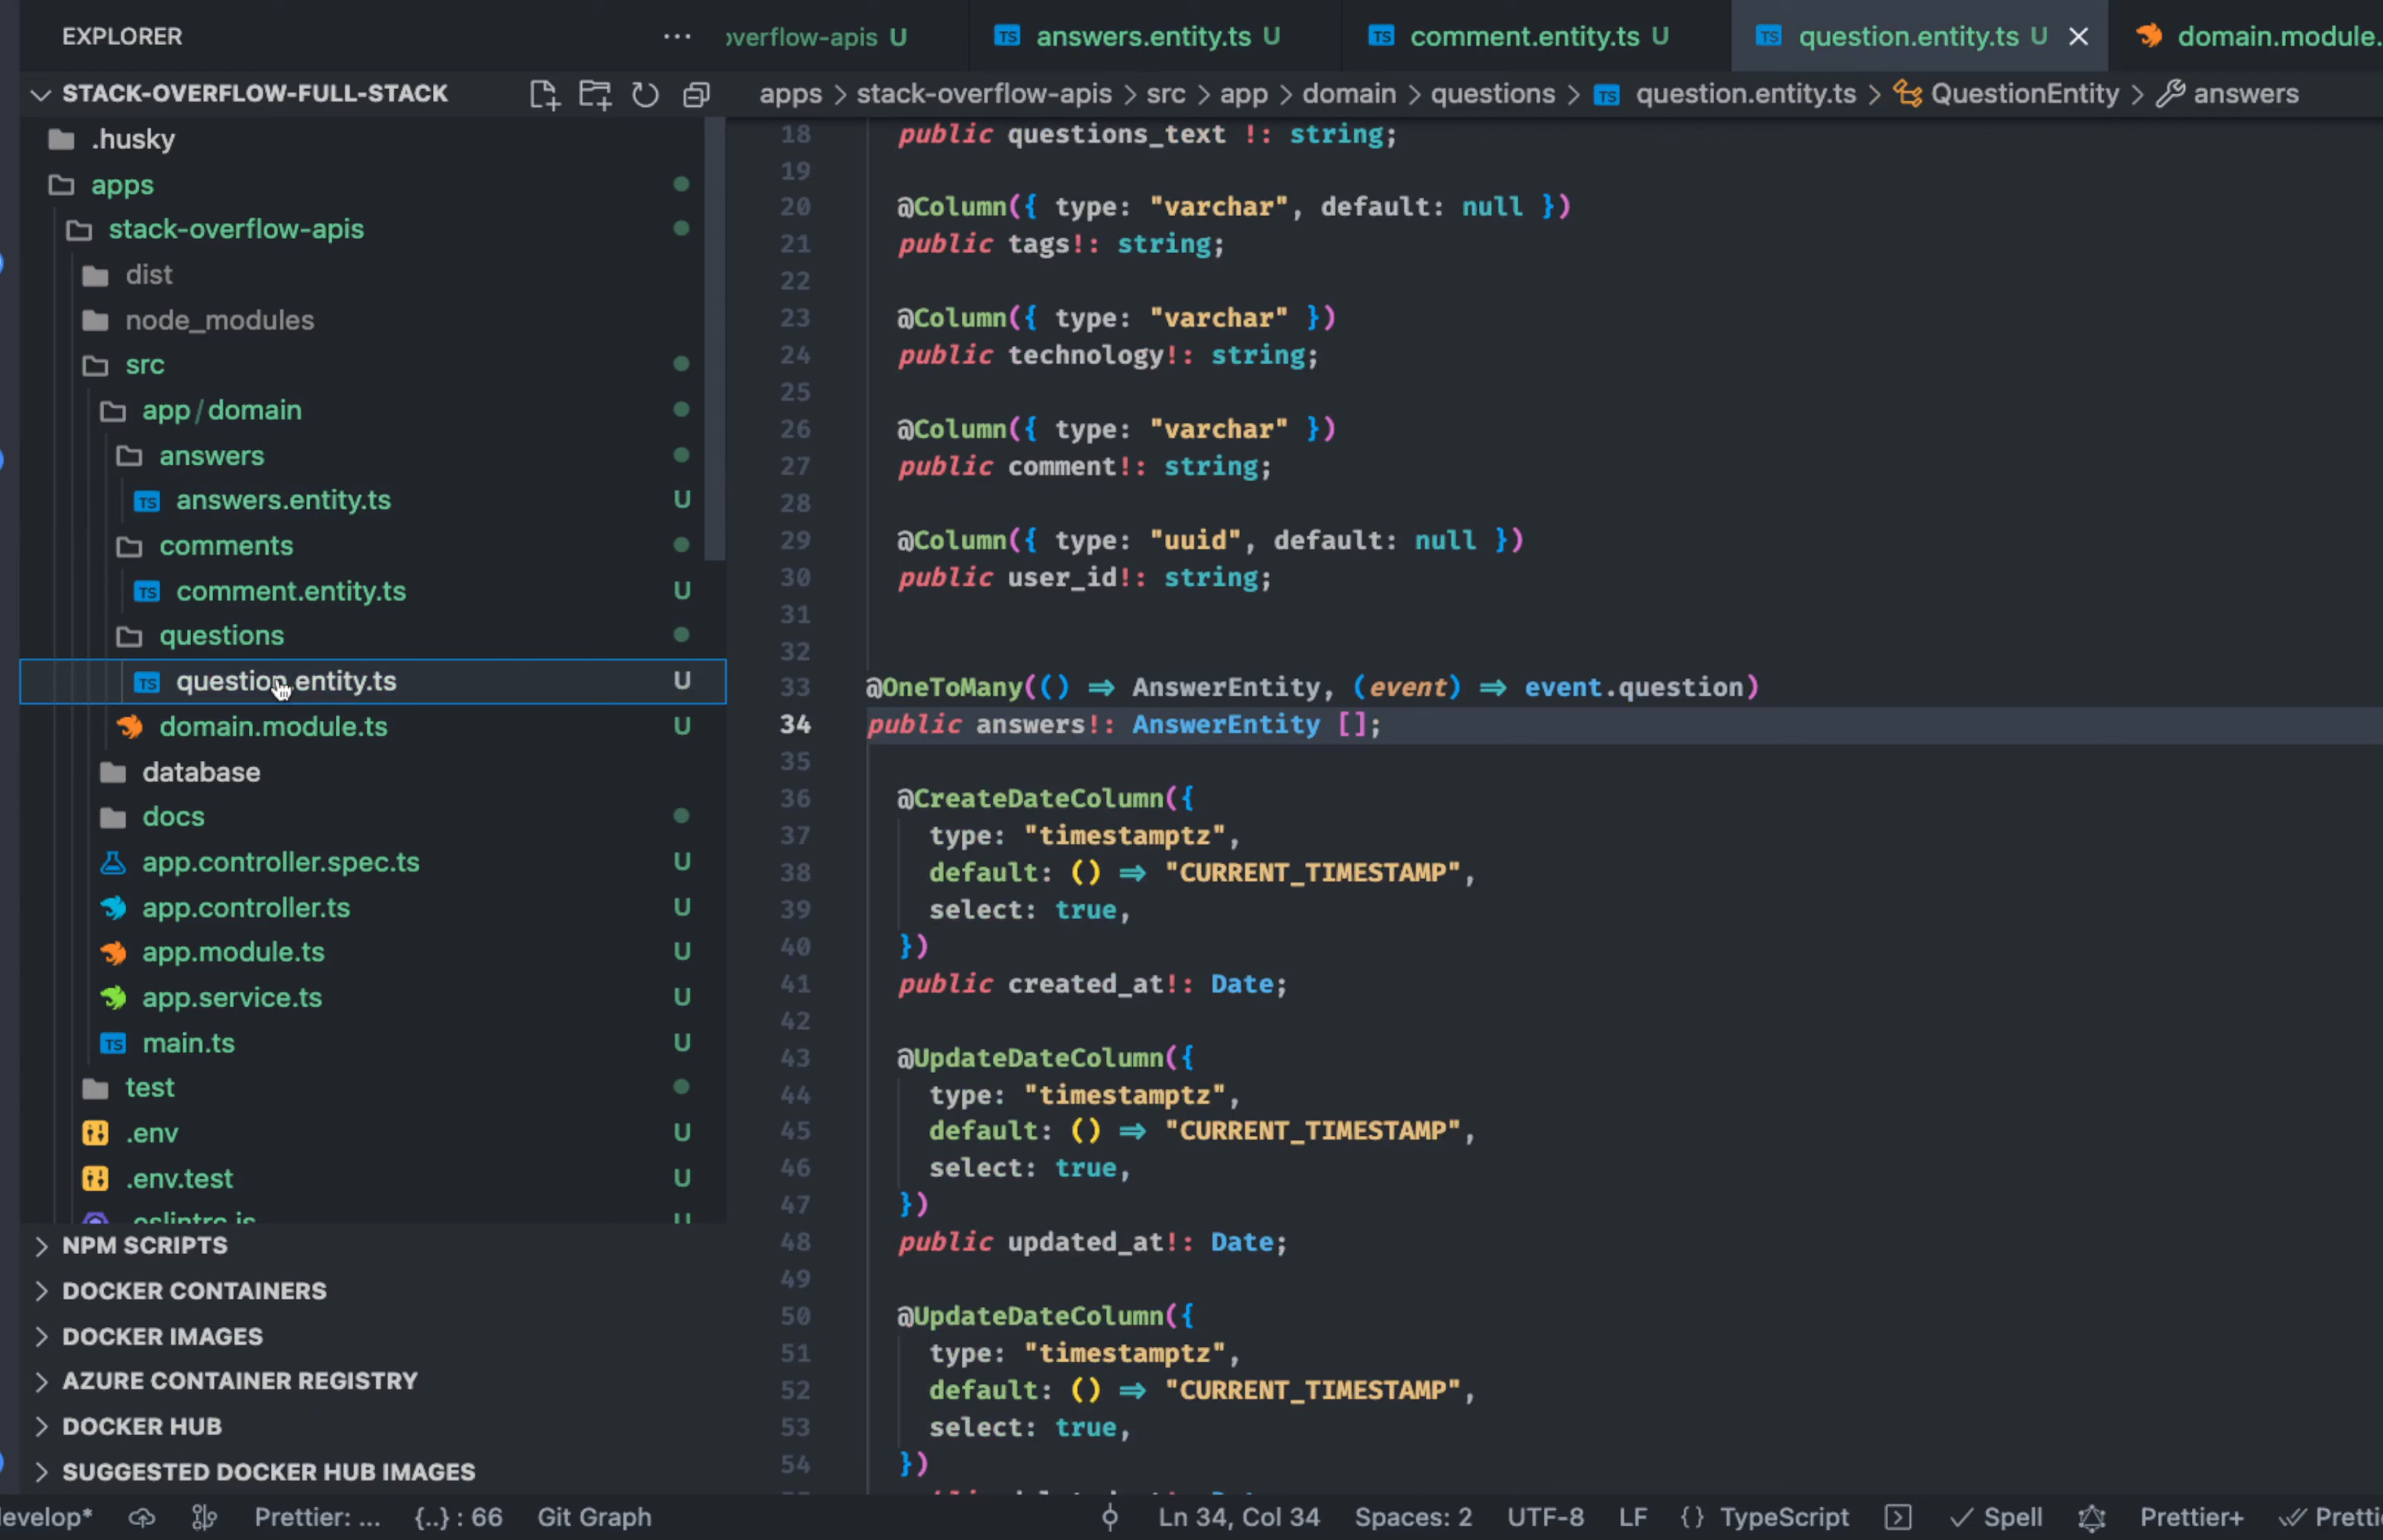 EXPLORER ...
STACK-OVERFLOW-FULL-STACK
.husky
apps
stack-overflow-apis
dist
node_modules
src
app/domain
answers
answers.entity.ts U
comments
comment.entity.ts U
questions
question.entity.ts U
domain.module.ts U
database
docs
app.controller.spec.ts U
app.controller.ts U
app.module.ts U
app.service.ts U
main.ts U
test
.env U
.env.test U
.eslintrc.js U
NPM SCRIPTS
DOCKER CONTAINERS
DOCKER IMAGES
AZURE CONTAINER REGISTRY
DOCKER HUB
SUGGESTED DOCKER HUB IMAGES
overflow-apis U TS answers.entity.ts U TS comment.entity.ts U TS question.entity.ts U domain.module.
apps > stack-overflow-apis > src > app > domain > questions > TS question.entity.ts > QuestionEntity > answers
18 public questions_text !: string;
19
20 @Column({ type: "varchar", default: null })
21 public tags!: string;
22
23 @Column({ type: "varchar" })
24 public technology!: string;
25
26 @Column({ type: "varchar" })
27 public comment!: string;
28
29 @Column({ type: "uuid", default: null })
30 public user_id!: string;
31
32
33 @OneToMany(() => AnswerEntity, (event) => event.question)
34 public answers!: AnswerEntity [];
35
36 @CreateDateColumn({
37 type: "timestamptz",
38 default: () => "CURRENT_TIMESTAMP",
39 select: true,
40 })
41 public created_at!: Date;
42
43 @UpdateDateColumn({
44 type: "timestamptz",
45 default: () => "CURRENT_TIMESTAMP",
46 select: true,
47 })
48 public updated_at!: Date;
49
50 @UpdateDateColumn({
51 type: "timestamptz",
52 default: () => "CURRENT_TIMESTAMP",
53 select: true,
54 })
develop* Prettier: ... {..} : 66 Git Graph Ln 34, Col 34 Spaces: 2 UTF-8 LF {} TypeScript Spell Prettier+ Pretti